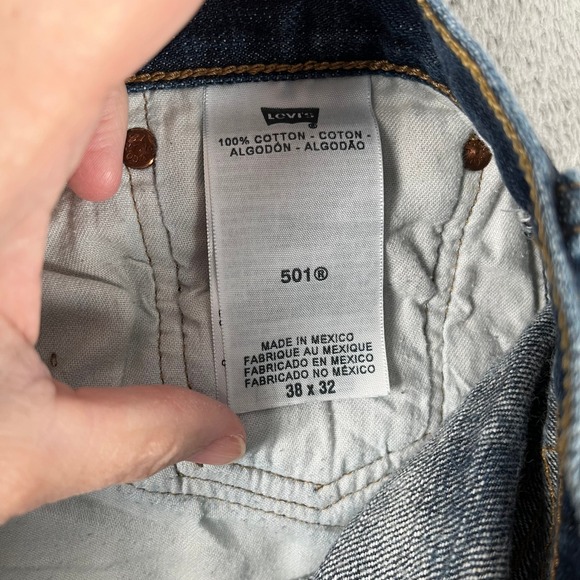 Levi's®
100% COTTON - COTON -
ALGODÓN - ALGODÃO
501®
MADE IN MEXICO
FABRIQUE AU MEXIQUE
FABRICADO EN MEXICO
FABRICADO NO MÉXICO
38 x 32